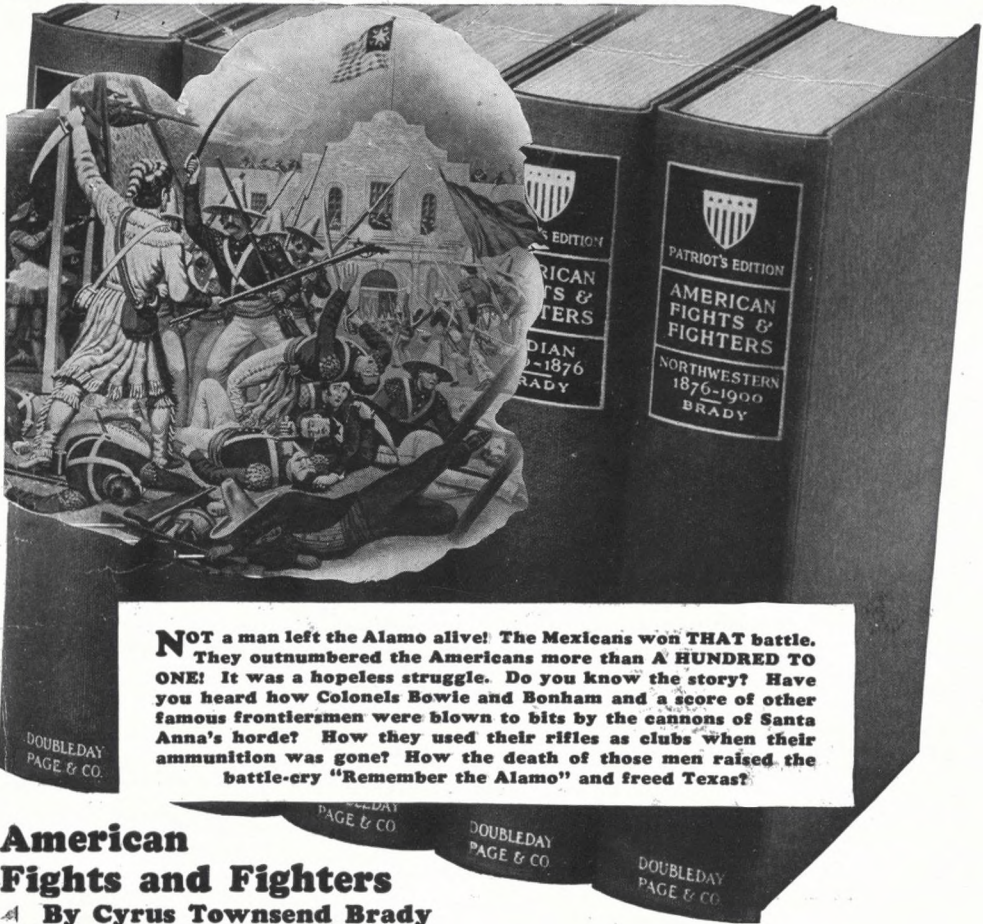 S EDITION
RICAN
TS &
TERS
DIAN
-1876
RADY
PATRIOT'S EDITION
AMERICAN
FIGHTS &
FIGHTERS
NORTHWESTERN
1876-1900
BRADY
NOT a man left the Alamo alive! The Mexicans won THAT battle.
They outnumbered the Americans more than A HUNDRED TO
ONE! It was a hopeless struggle. Do you know the story? Have
you heard how Colonels Bowie and Bonham and a score of other
famous frontiersmen were blown to bits by the cannons of Santa
Anna's horde? How they used their rifles as clubs when their
ammunition was gone? How the death of those men raised the
battle-cry "Remember the Alamo" and freed Texas?
DOUBLEDAY
PAGE & CO.
PAGE & CO
DOUBLEDAY
PAGE & CO
DOUBLEDAY
PAGE & CO.
American
Fights and Fighters
By Cyrus Townsend Brady